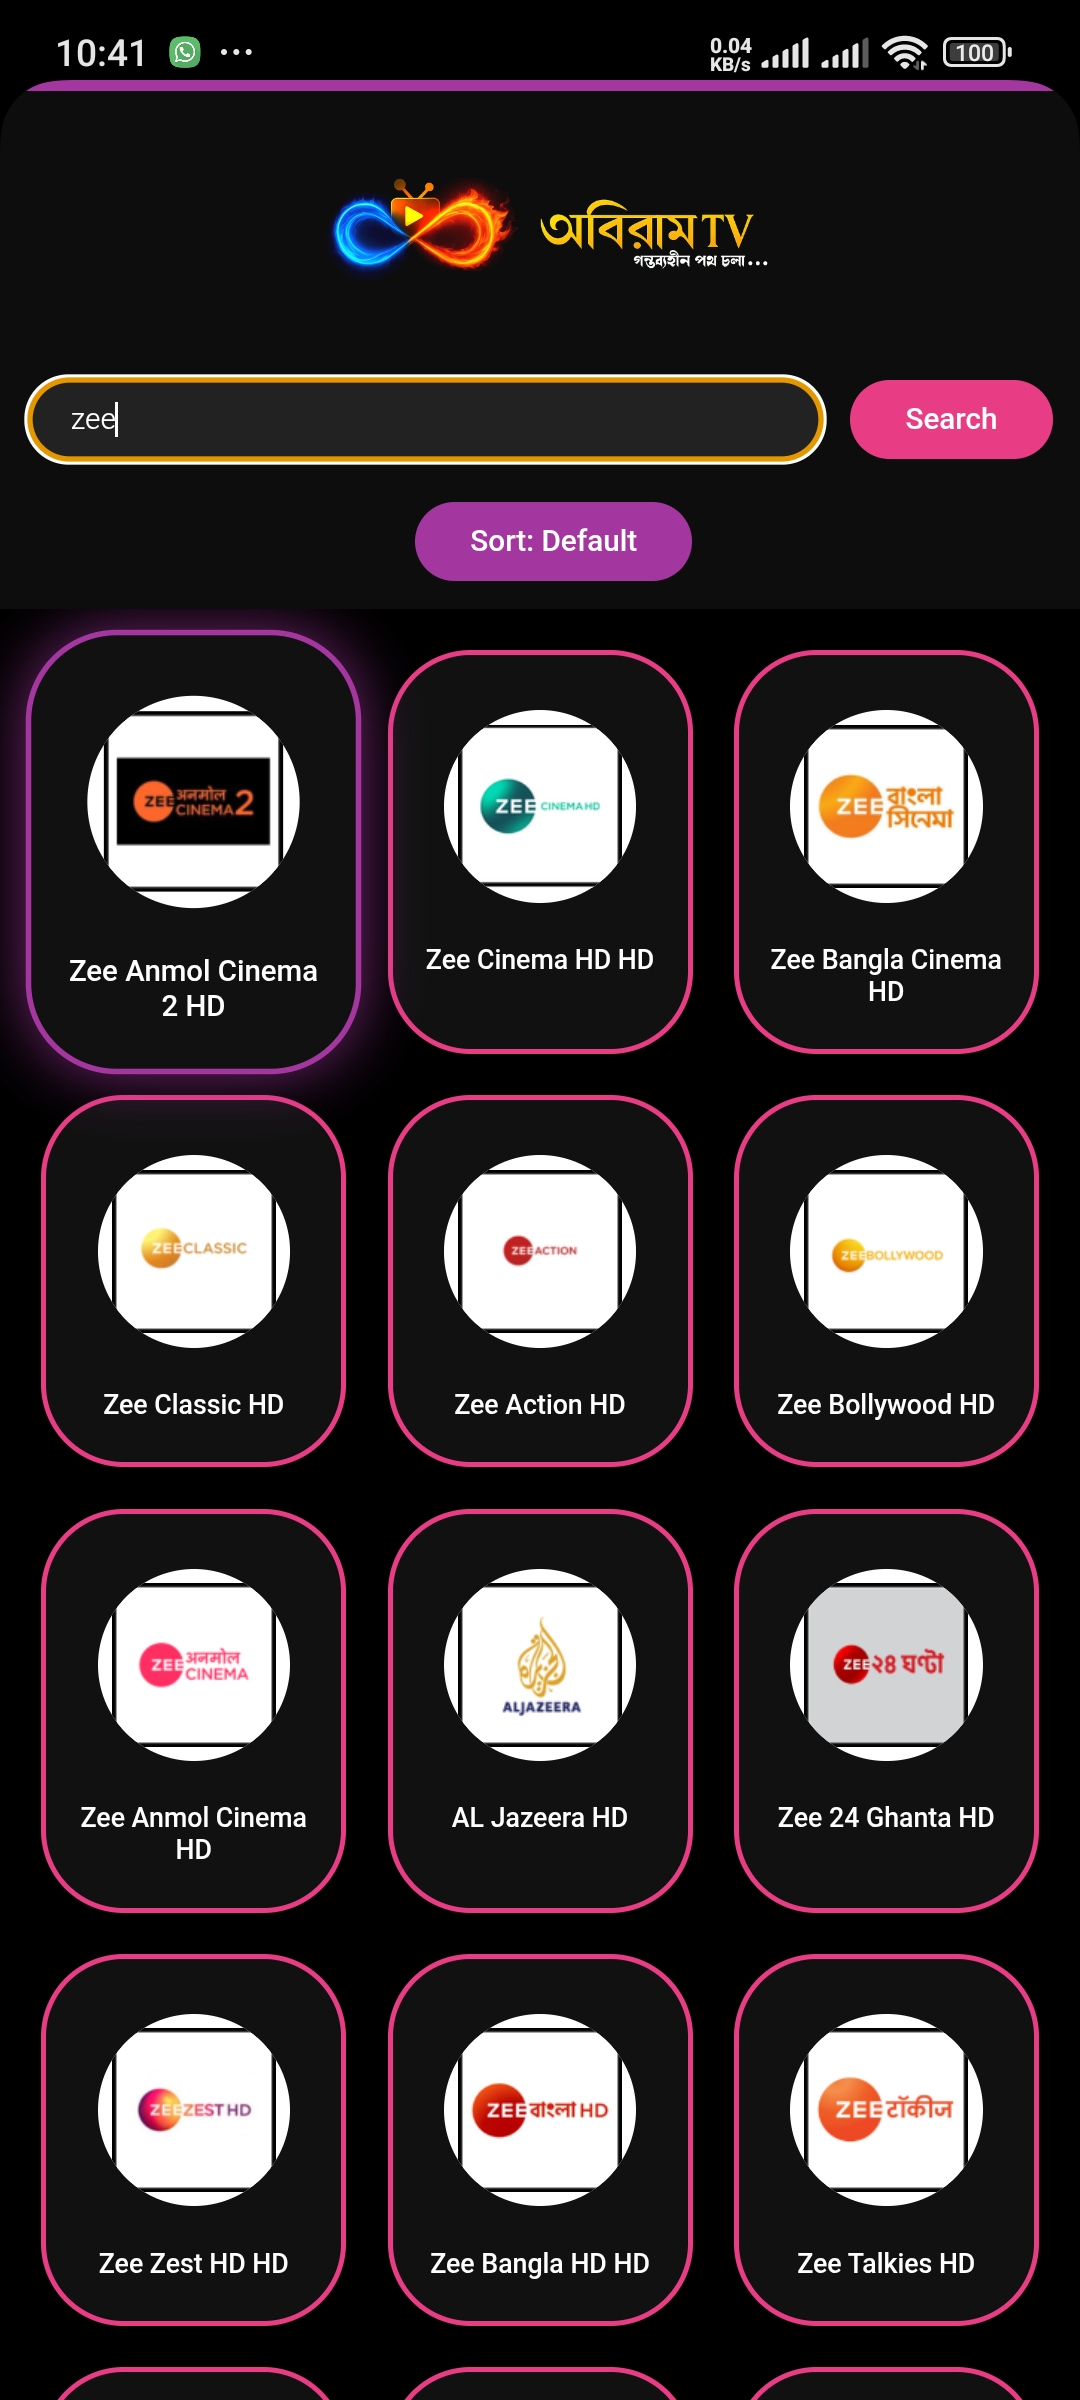 10:41
0.04
KB/s
100
অবিরাম TV
গন্তব্যহীন পথ চলা...
zee
Search
Sort: Default
ZEE अनमोल
CINEMA 2
ZEE CINEMA HD
ZEE বাংলা
সিনেমা
Zee Anmol Cinema
2 HD
Zee Cinema HD HD
Zee Bangla Cinema
HD
ZEE CLASSIC
ZEE ACTION
ZEE BOLLYWOOD
Zee Classic HD
Zee Action HD
Zee Bollywood HD
ZEE अनमोल
CINEMA
ALJAZEERA
ZEE ২৪ ঘণ্টা
Zee Anmol Cinema
HD
AL Jazeera HD
Zee 24 Ghanta HD
ZEE ZEST HD
ZEE বাংলা HD
ZEE टॉकीज
Zee Zest HD HD
Zee Bangla HD HD
Zee Talkies HD